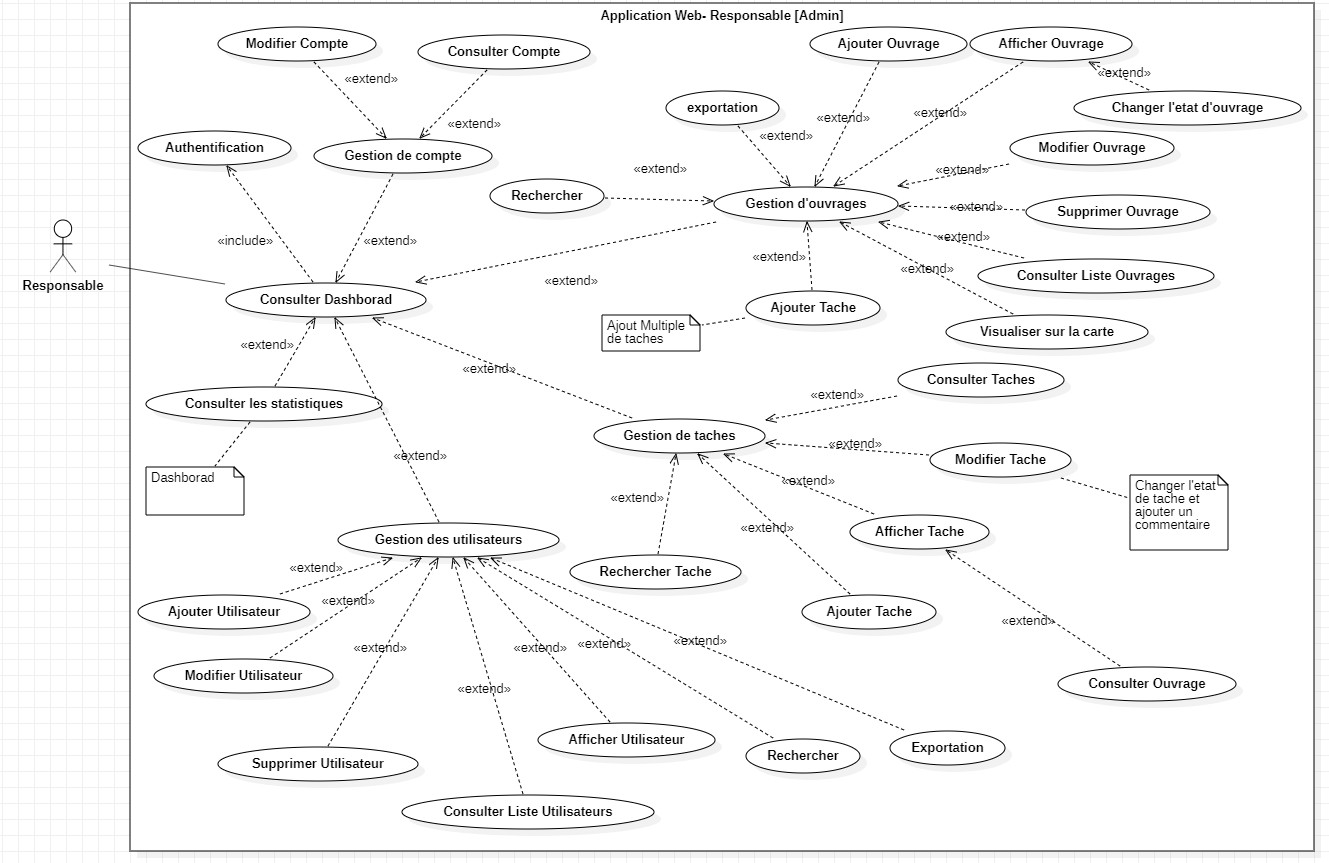 Application Web- Responsable [Admin]
Modifier Compte
Consulter Compte
Ajouter Ouvrage
Afficher Ouvrage
«extend»
«extend»
exportation
Changer l'etat d'ouvrage
«extend»
«extend»
«extend»
«extend»
«extend»
Authentification
Gestion de compte
Modifier Ouvrage
«extend»
«extend»
Rechercher
Gestion d'ouvrages
«extend»
Supprimer Ouvrage
«include»
«extend»
«extend»
«extend»
«extend»
Consulter Liste Ouvrages
«extend»
Responsable
Consulter Dashborad
Ajouter Tache
Ajout Multiple
de taches
Visualiser sur la carte
«extend»
«extend»
Consulter Taches
«extend»
Consulter les statistiques
Gestion de taches
«extend»
«extend»
Modifier Tache
Dashborad
«extend»
Changer l'etat
de tache et
ajouter un
commentaire
«extend»
«extend»
Afficher Tache
Gestion des utilisateurs
«extend»
Rechercher Tache
«extend»
Ajouter Utilisateur
Ajouter Tache
«extend»
«extend»
«extend»
«extend»
«extend»
«extend»
Modifier Utilisateur
Consulter Ouvrage
«extend»
Afficher Utilisateur
Exportation
Rechercher
Supprimer Utilisateur
Consulter Liste Utilisateurs